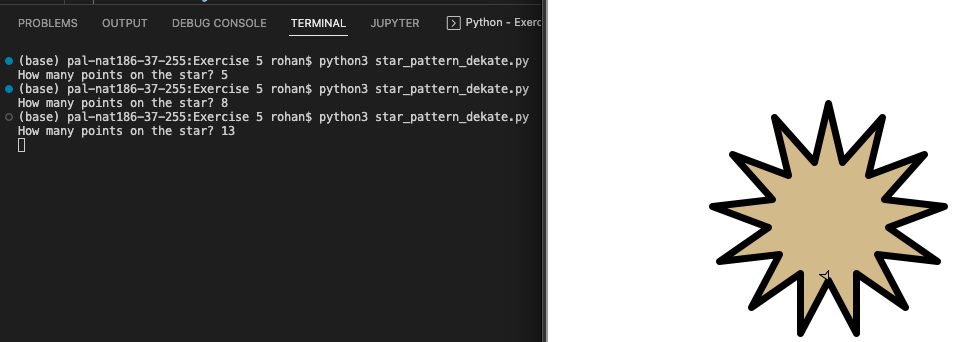 PROBLEMS OUTPUT DEBUG CONSOLE TERMINAL JUPYTER Python - Exerc
(base) pal-nat186-37-255:Exercise 5 rohan$ python3 star_pattern_dekate.py
How many points on the star? 5
(base) pal-nat186-37-255:Exercise 5 rohan$ python3 star_pattern_dekate.py
How many points on the star? 8
(base) pal-nat186-37-255:Exercise 5 rohan$ python3 star_pattern_dekate.py
How many points on the star? 13